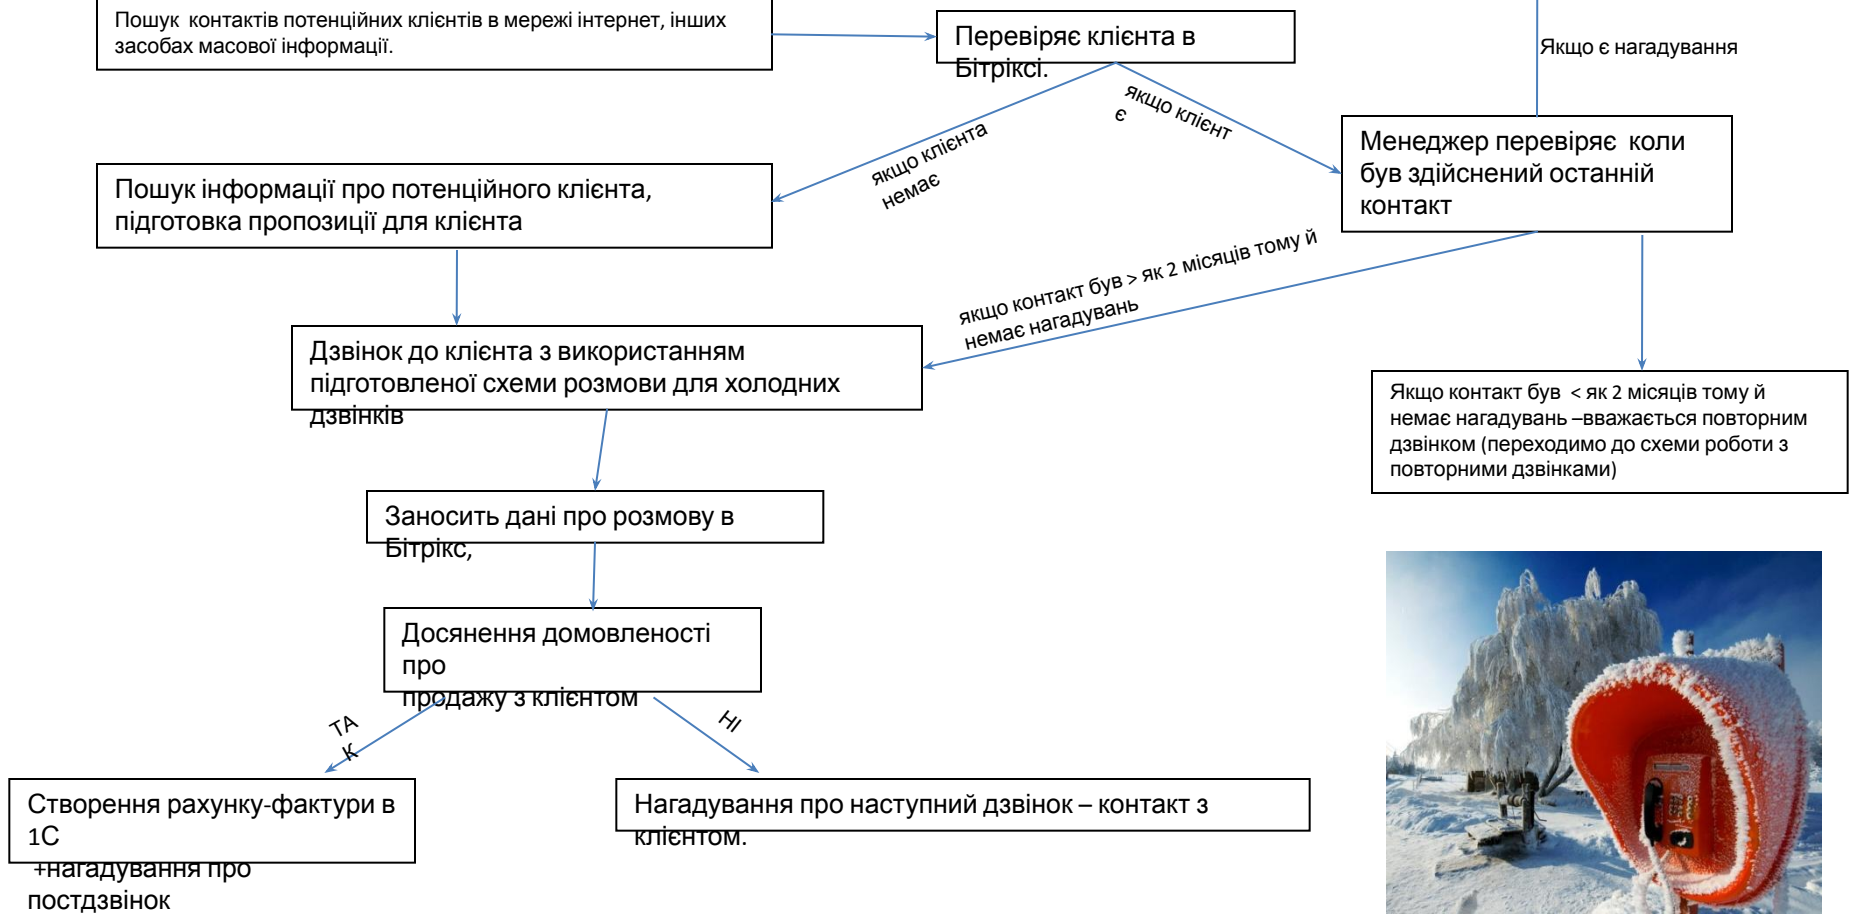 Пошук  контактів потенційних клієнтів в мережі інтернет, інших
засобах масової інформації.
Перевіряє клієнта в
Бітріксі.
Якщо є нагадування
якщо клієнта
немає
якщо клієнт
є
Менеджер перевіряє  коли
був здійснений останній
контакт
Пошук інформації про потенційного клієнта,
підготовка пропозиції для клієнта
якщо контакт був > як 2 місяців тому й
немає нагадувань
Дзвінок до клієнта з використанням
підготовленої схеми розмови для холодних
дзвінків
Якщо контакт був  < як 2 місяців тому й
немає нагадувань –вважається повторним
дзвінком (переходимо до схеми роботи з
повторними дзвінками)
Заносить дані про розмову в
Бітрікс,
Досянення домовленості
про
продажу з клієнтом
ТА
К
НІ
Створення рахунку-фактури в
1С
+нагадування про
постдзвінок
Нагадування про наступний дзвінок – контакт з
клієнтом.